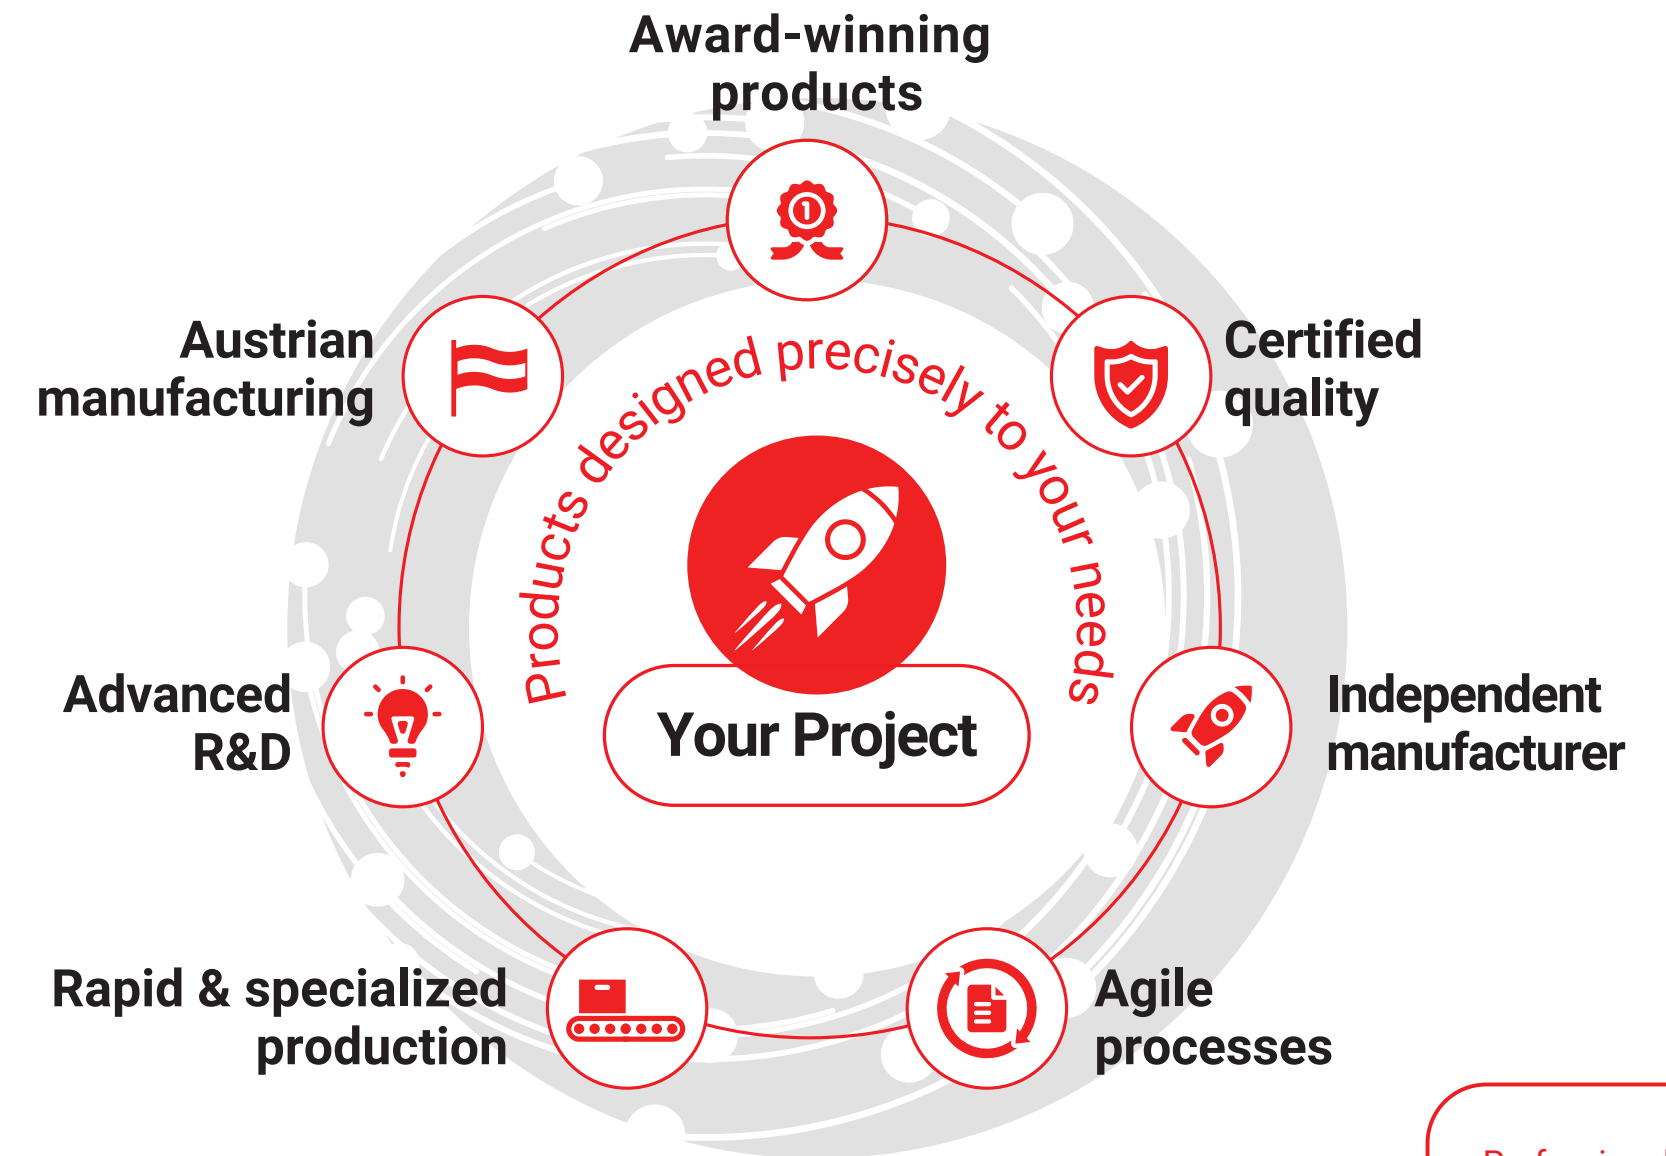 Award-winning
products
Austrian
manufacturing
Certified
quality
Products designed precisely to your needs
Your Project
Advanced
R&D
Independent
manufacturer
Rapid & specialized
production
Agile
processes